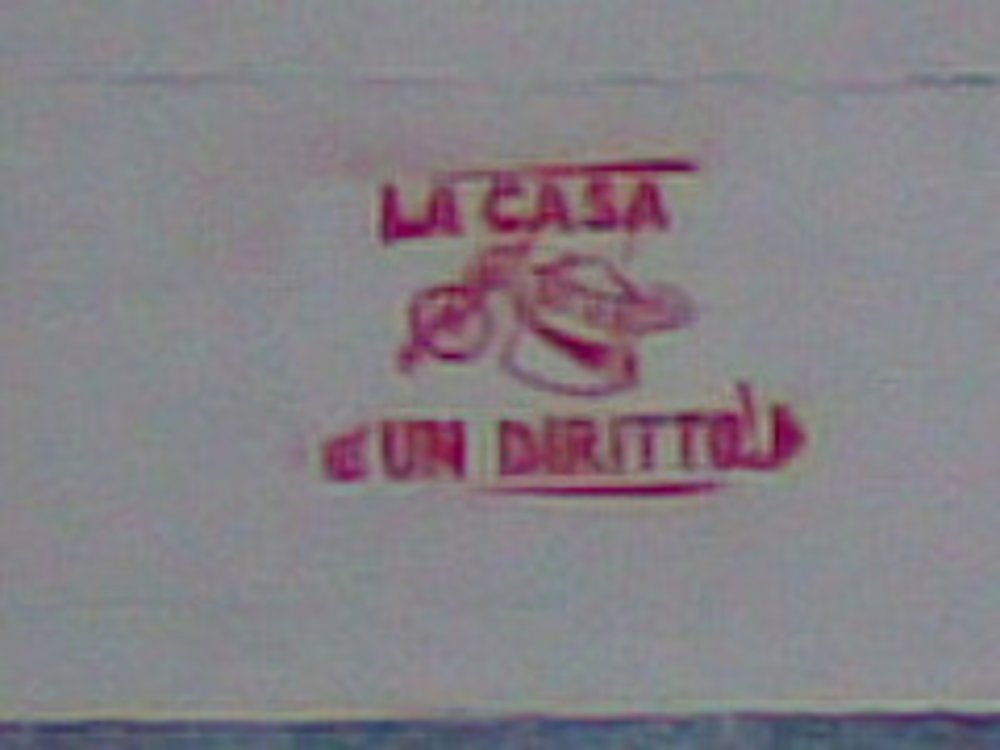 LA CASA
È UN DIRITTO